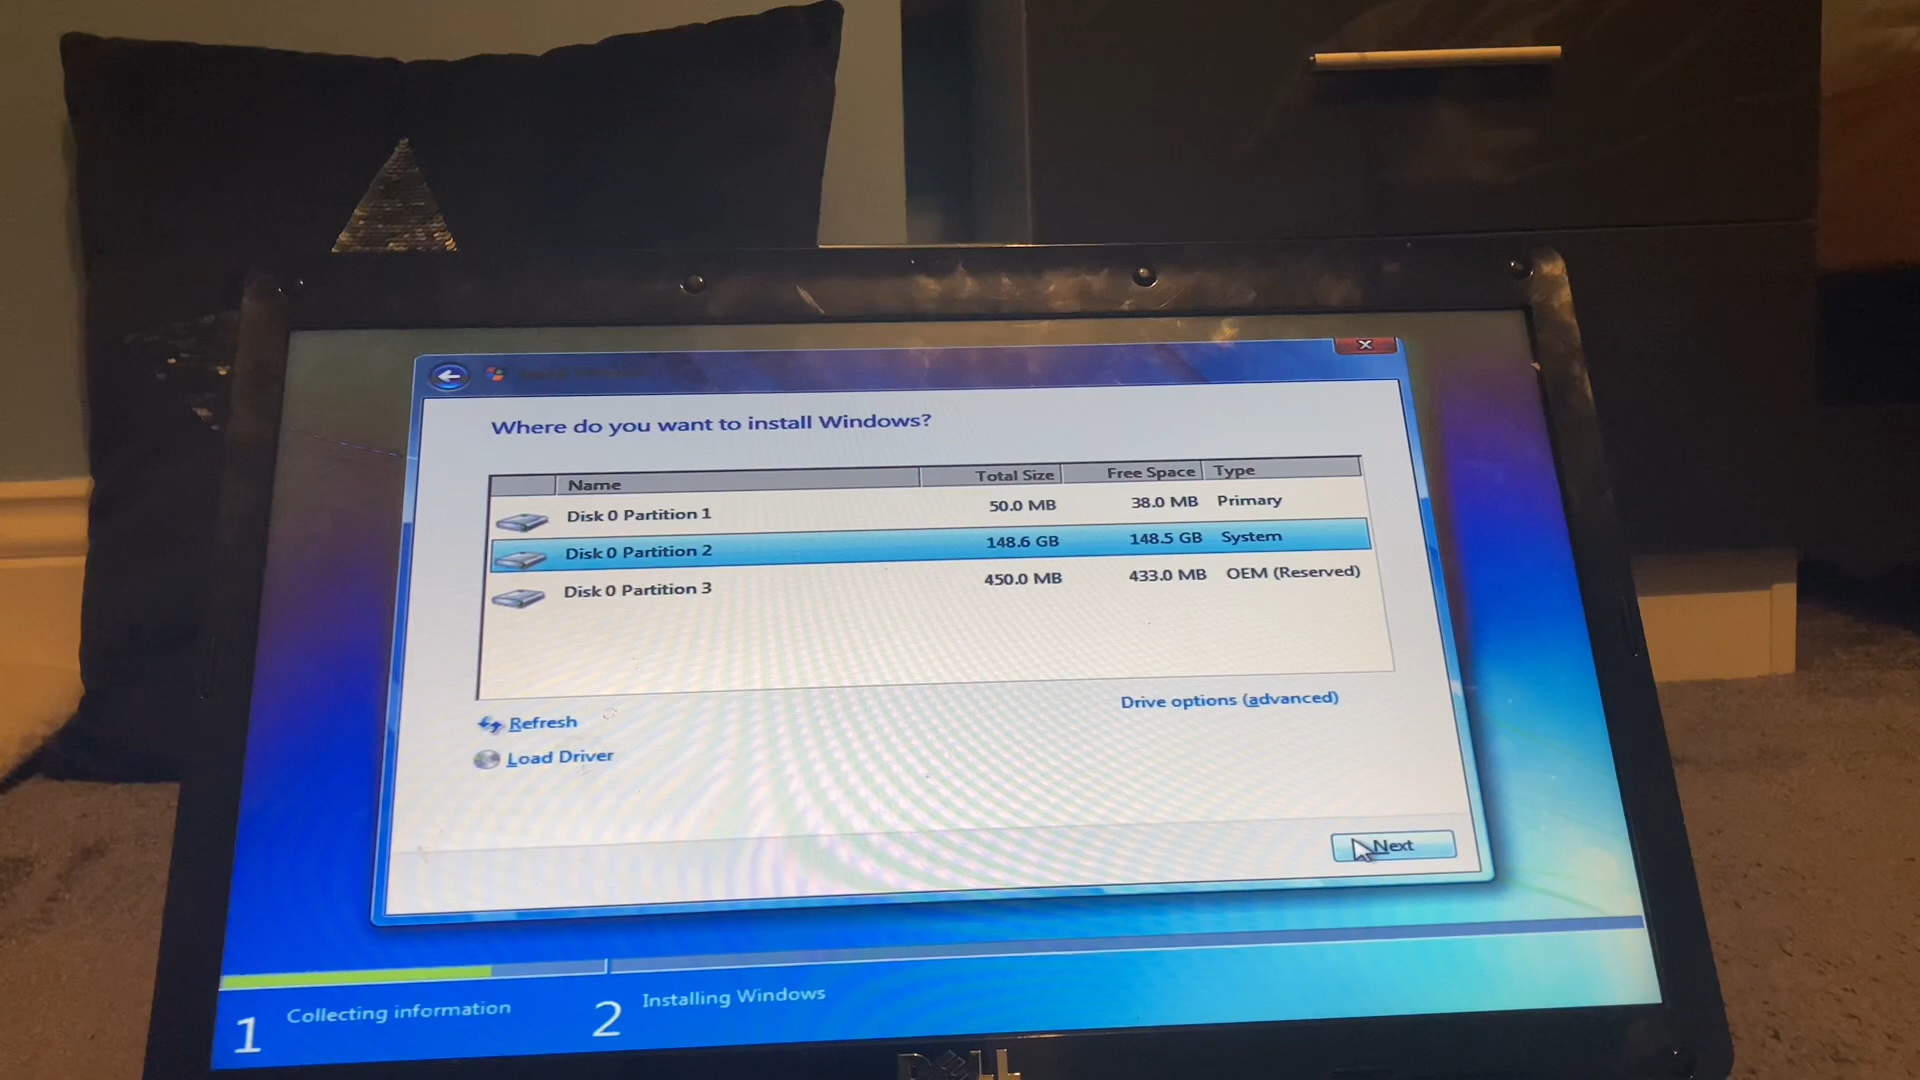 Where do you want to install Windows?
Name Total Size Free Space Type
Disk 0 Partition 1 50.0 MB 38.0 MB Primary
Disk 0 Partition 2 148.6 GB 148.5 GB System
Disk 0 Partition 3 450.0 MB 433.0 MB OEM (Reserved)
Refresh
Drive options (advanced)
Load Driver
Next
1 Collecting information
2 Installing Windows
DELL